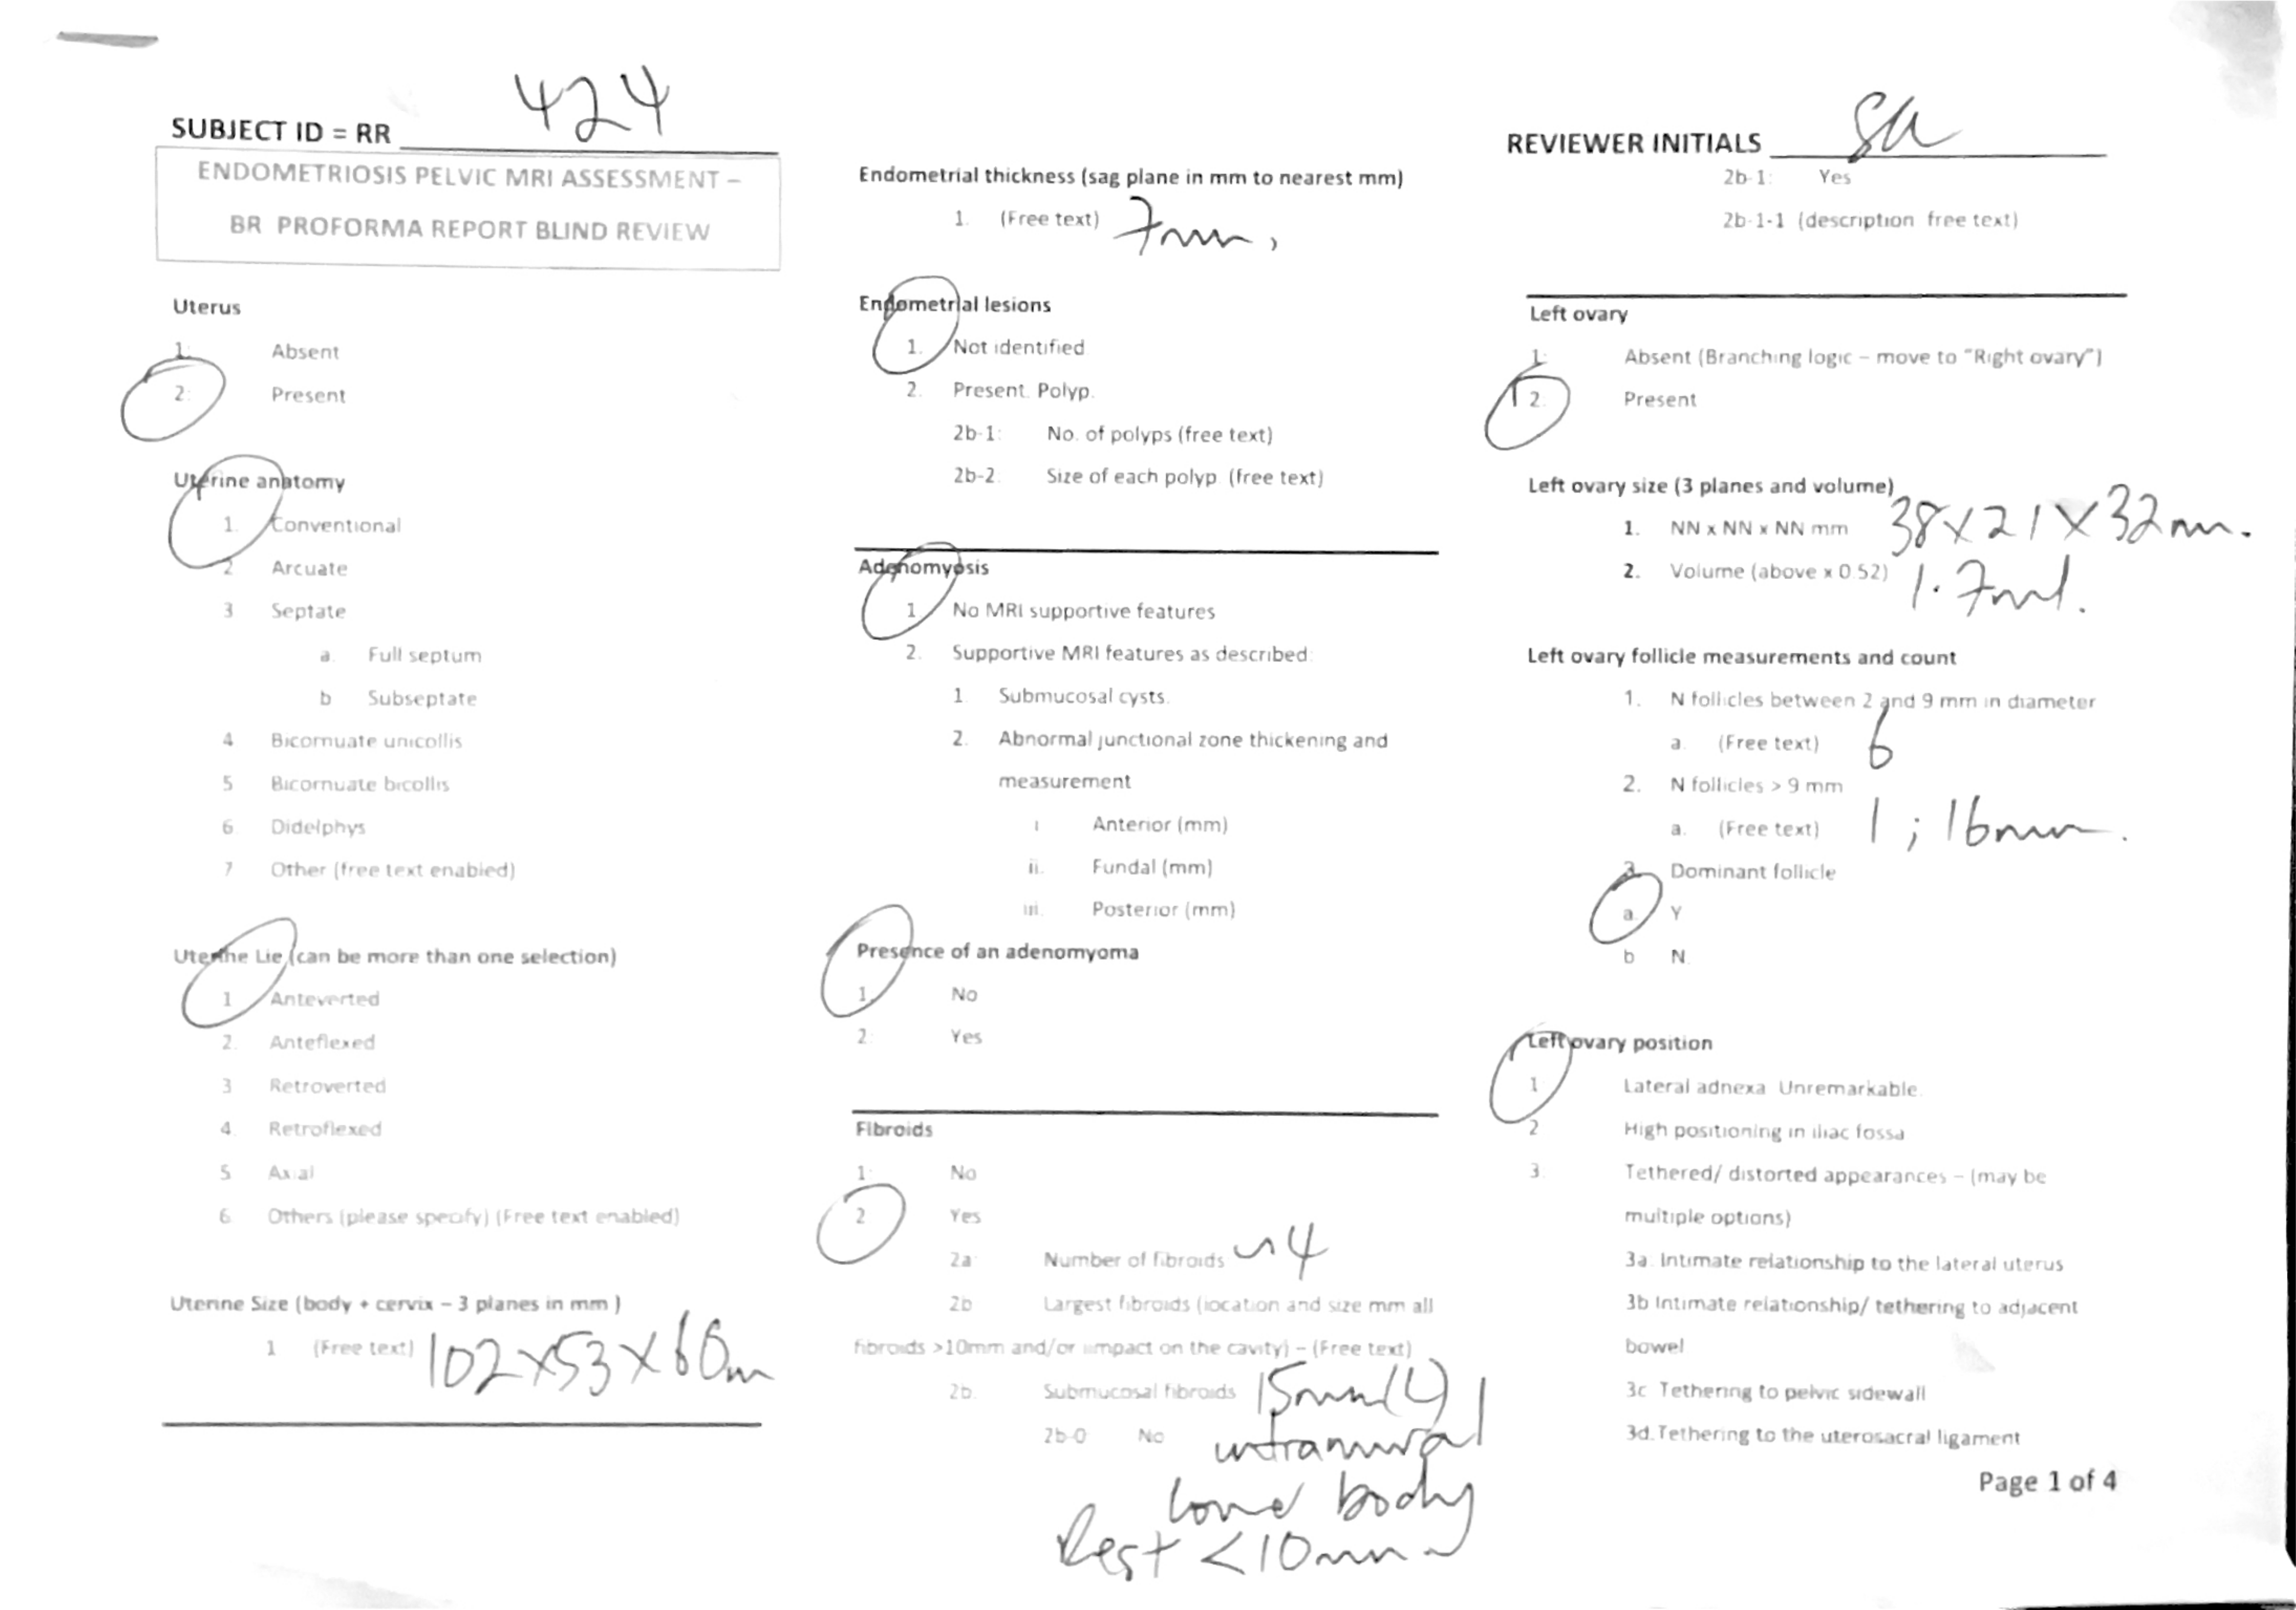 SUBJECT ID = RR 424
ENDOMETRIOSIS PELVIC MRI ASSESSMENT –
BR PROFORMA REPORT BLIND REVIEW
Uterus
1: Absent
2: Present
Uterine anatomy
1. Conventional
2 Arcuate
3 Septate
a. Full septum
b Subseptate
4 Bicornuate unicollis
5 Bicornuate bicollis
6 Didelphys
7 Other (free text enabled)
Uterine Lie (can be more than one selection)
1 Anteverted
2. Anteflexed
3 Retroverted
4. Retroflexed
5 Axial
6 Others (please specify) (Free text enabled)
Uterine Size (body + cervix – 3 planes in mm )
1 (Free text) 102x53x60m
Endometrial thickness (sag plane in mm to nearest mm)
1. (Free text) 7mm,
Endometrial lesions
1. Not identified
2. Present. Polyp.
2b-1: No. of polyps (free text)
2b-2. Size of each polyp (free text)
Adenomyosis
1 No MRI supportive features
2. Supportive MRI features as described:
1. Submucosal cysts.
2. Abnormal junctional zone thickening and
measurement
i Anterior (mm)
ii. Fundal (mm)
iii. Posterior (mm)
Presence of an adenomyoma
1. No
2: Yes
Fibroids
1: No
2 Yes
2a: Number of fibroids ~4
2b Largest fibroids (location and size mm all
fibroids >10mm and/or impact on the cavity) – (Free text)
2b. Submucosal fibroids 15mm (L)
2b-0 No intramural
lower body
Rest <10mm
REVIEWER INITIALS
2b-1: Yes
2b-1-1 (description free text)
Left ovary
1: Absent (Branching logic – move to "Right ovary")
2. Present
Left ovary size (3 planes and volume)
1. NN x NN x NN mm 38x21x32mm.
2. Volume (above x 0.52) 1.7ml.
Left ovary follicle measurements and count
1. N follicles between 2 and 9 mm in diameter
a. (Free text) 6
2. N follicles > 9 mm
a. (Free text) 1 ; 16mm.
3. Dominant follicle
a. Y
b N.
Left ovary position
1 Lateral adnexa Unremarkable.
2 High positioning in iliac fossa
3. Tethered/ distorted appearances – (may be
multiple options)
3a. Intimate relationship to the lateral uterus
3b Intimate relationship/ tethering to adjacent
bowel
3c Tethering to pelvic sidewall
3d.Tethering to the uterosacral ligament
Page 1 of 4